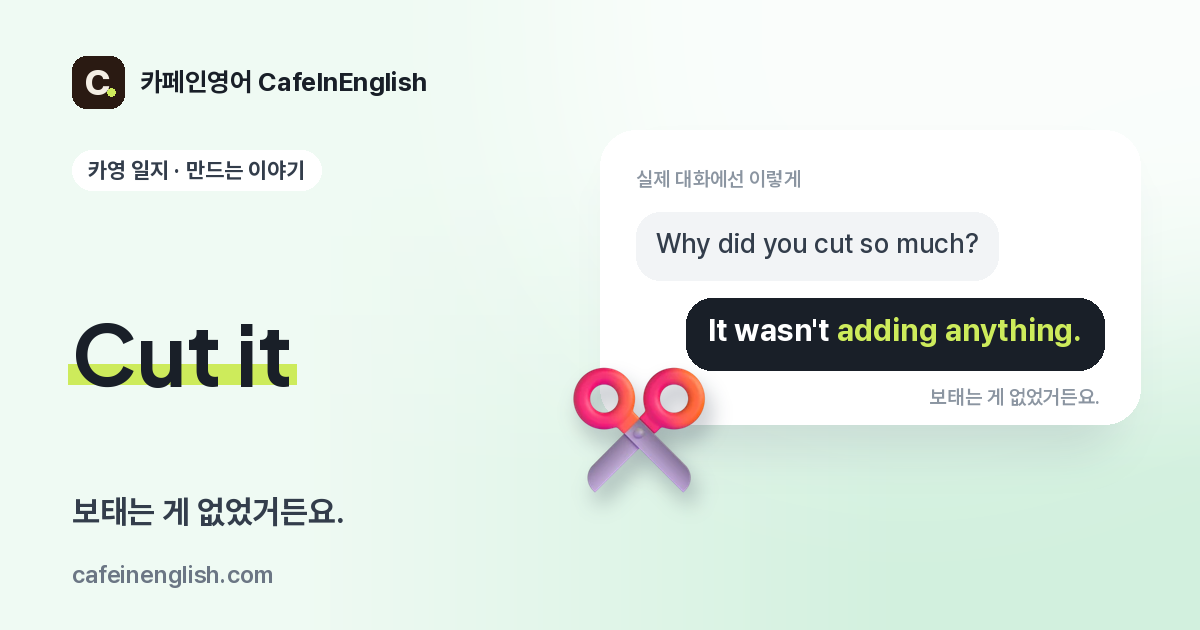 C
카페인영어 CafeInEnglish
카영 일지 · 만드는 이야기
Cut it
보태는 게 없었거든요.
cafeinenglish.com
실제 대화에선 이렇게
Why did you cut so much?
It wasn't adding anything.
보태는 게 없었거든요.